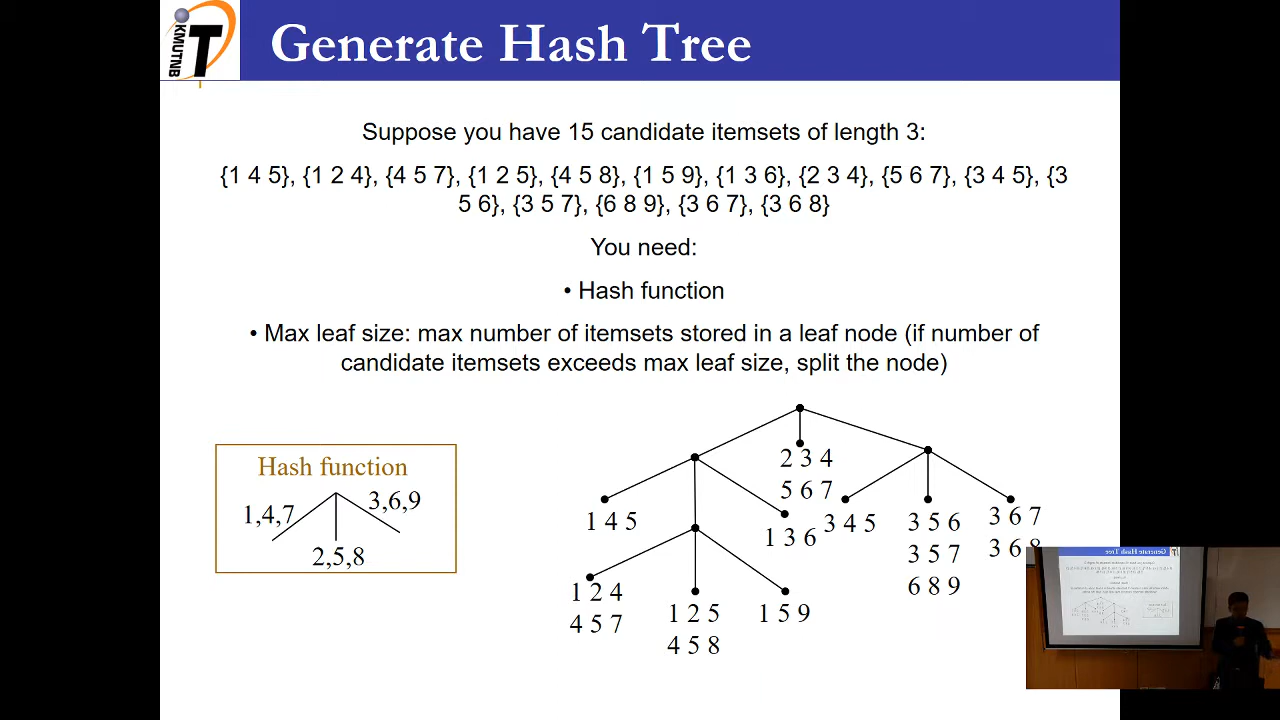 KMUTNB
Generate Hash Tree
Suppose you have 15 candidate itemsets of length 3:
{1 4 5}, {1 2 4}, {4 5 7}, {1 2 5}, {4 5 8}, {1 5 9}, {1 3 6}, {2 3 4}, {5 6 7}, {3 4 5}, {3
5 6}, {3 5 7}, {6 8 9}, {3 6 7}, {3 6 8}
You need:
• Hash function
• Max leaf size: max number of itemsets stored in a leaf node (if number of
candidate itemsets exceeds max leaf size, split the node)
Hash function
1,4,7
3,6,9
2,5,8
2 3 4
5 6 7
1 4 5
1 3 6
3 4 5
3 5 6
3 5 7
6 8 9
3 6 7
3 6 8
1 2 4
4 5 7
1 2 5
4 5 8
1 5 9
Generate Hash Tree